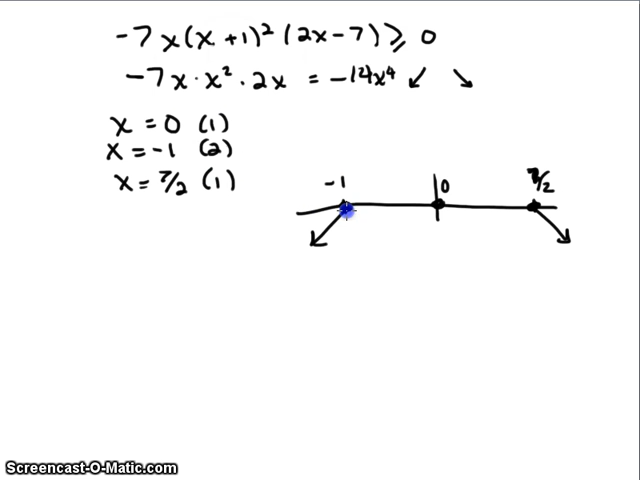 -7x(x+1)² (2x-7) ≥ 0
-7x · x² · 2x = -14x⁴ ↙ ↘
x = 0 (1)
x = -1 (2)
x = 7/2 (1)
-1 0 7/2
Screencast-O-Matic.com